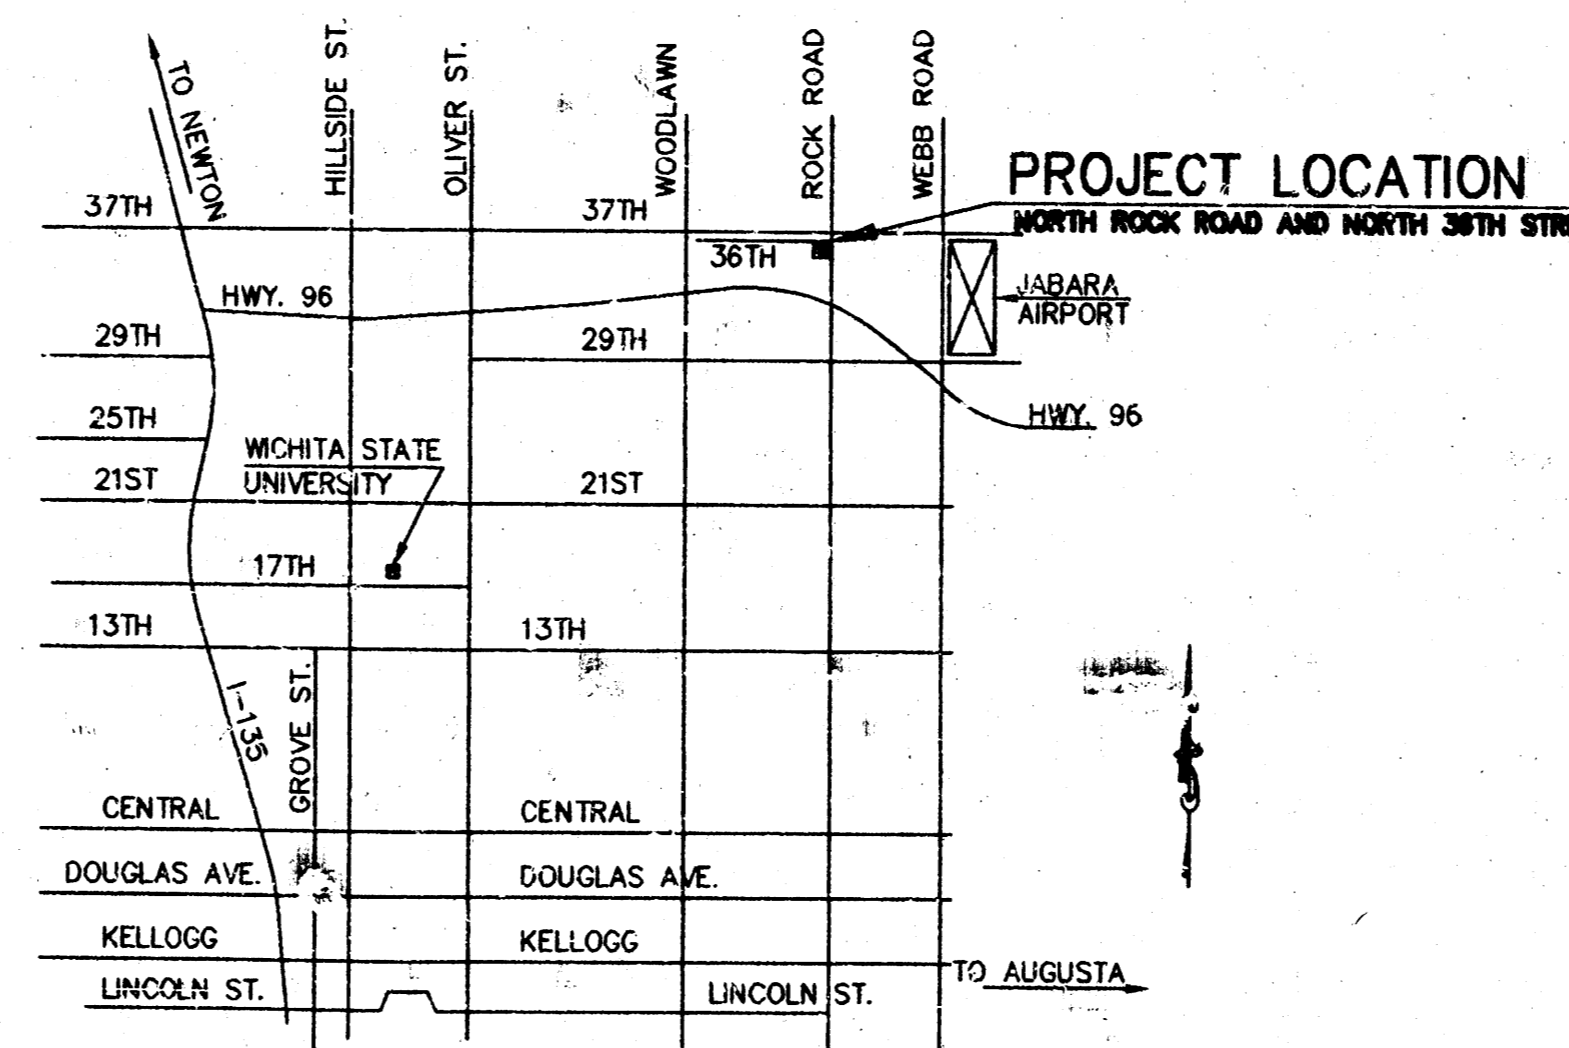 TO NEWTON
HILLSIDE ST.
OLIVER ST.
WOODLAWN
ROCK ROAD
WEBB ROAD
PROJECT LOCATION
NORTH ROCK ROAD AND NORTH 36TH
37TH
37TH
36TH
HWY. 96
JABARA
AIRPORT
29TH
29TH
HWY. 96
25TH
WICHITA STATE
UNIVERSITY
21ST
21ST
17TH
13TH
13TH
I-135
GROVE ST.
CENTRAL
CENTRAL
DOUGLAS AVE.
DOUGLAS AVE.
KELLOGG
KELLOGG
TO AUGUSTA
LINCOLN ST.
LINCOLN ST.